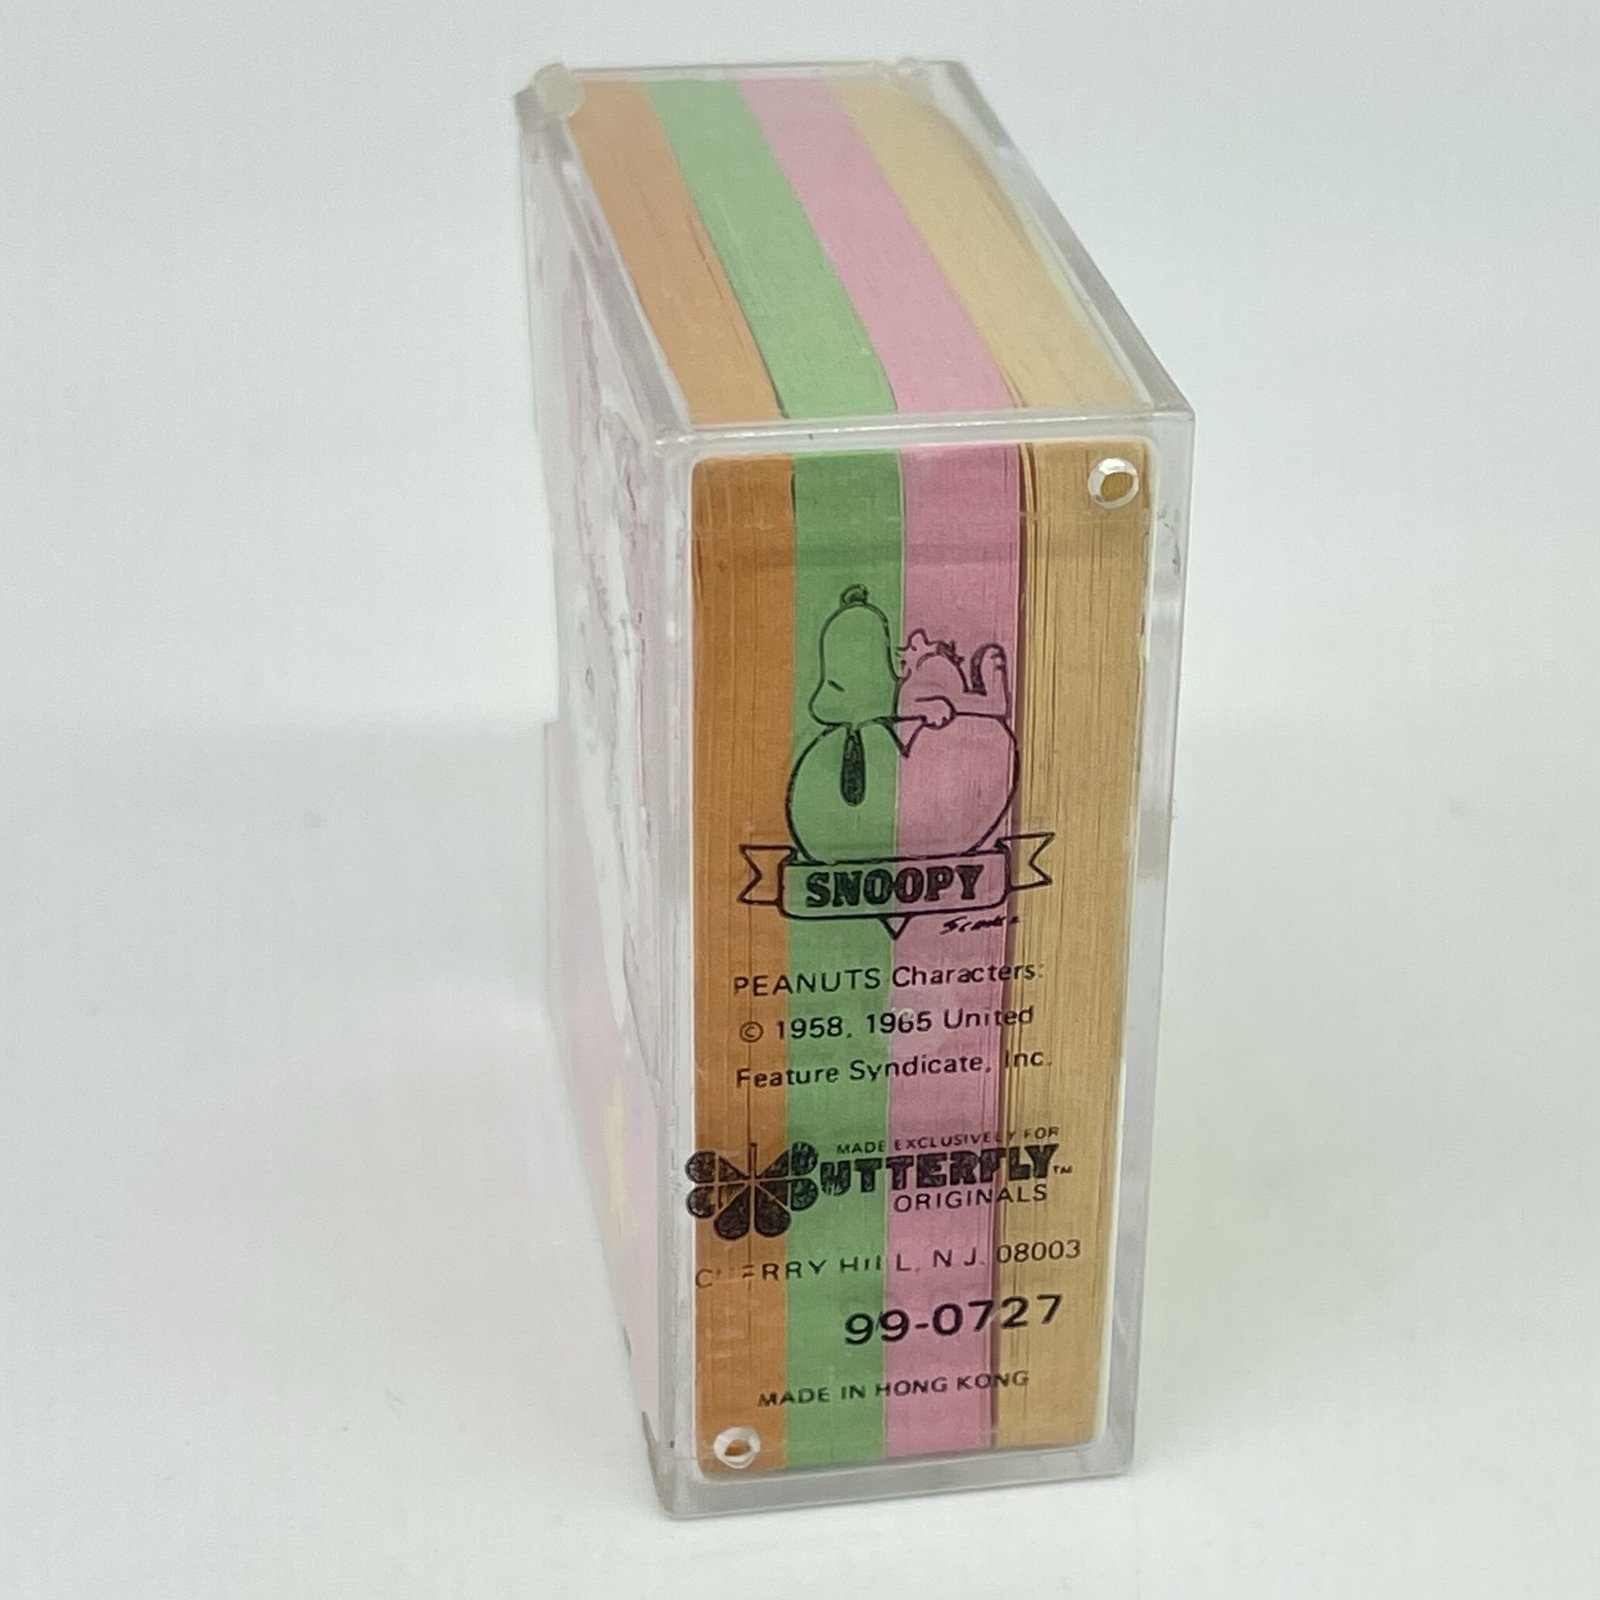 SNOOPY
PEANUTS Characters:
© 1958, 1965 United
Feature Syndicate, Inc.
MADE EXCLUSIVELY FOR
BUTTERFLY™
ORIGINALS
CHERRY HILL, N.J. 08003
99-0727
MADE IN HONG KONG